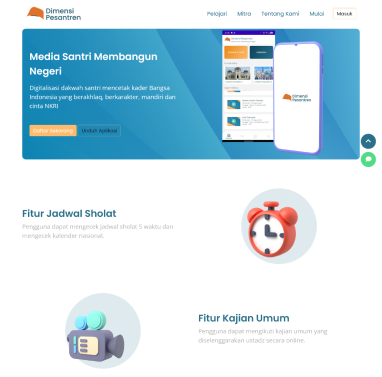 Dimensi
Pesantren
Pelajari Mitra Tentang Kami Mulai Masuk
Media Santri Membangun
Negeri
Digitalisasi dakwah santri mencetak kader Bangsa
Indonesia yang berakhlaq, berkarakter, mandiri dan
cinta NKRI
Daftar Sekarang Unduh Aplikasi
Dimensi
Pesantren
Fitur Jadwal Sholat
Pengguna dapat mengecek jadwal sholat 5 waktu dan
mengecek kalender nasional.
Fitur Kajian Umum
Pengguna dapat mengikuti kajian umum yang
diselenggarakan ustadz secara online.